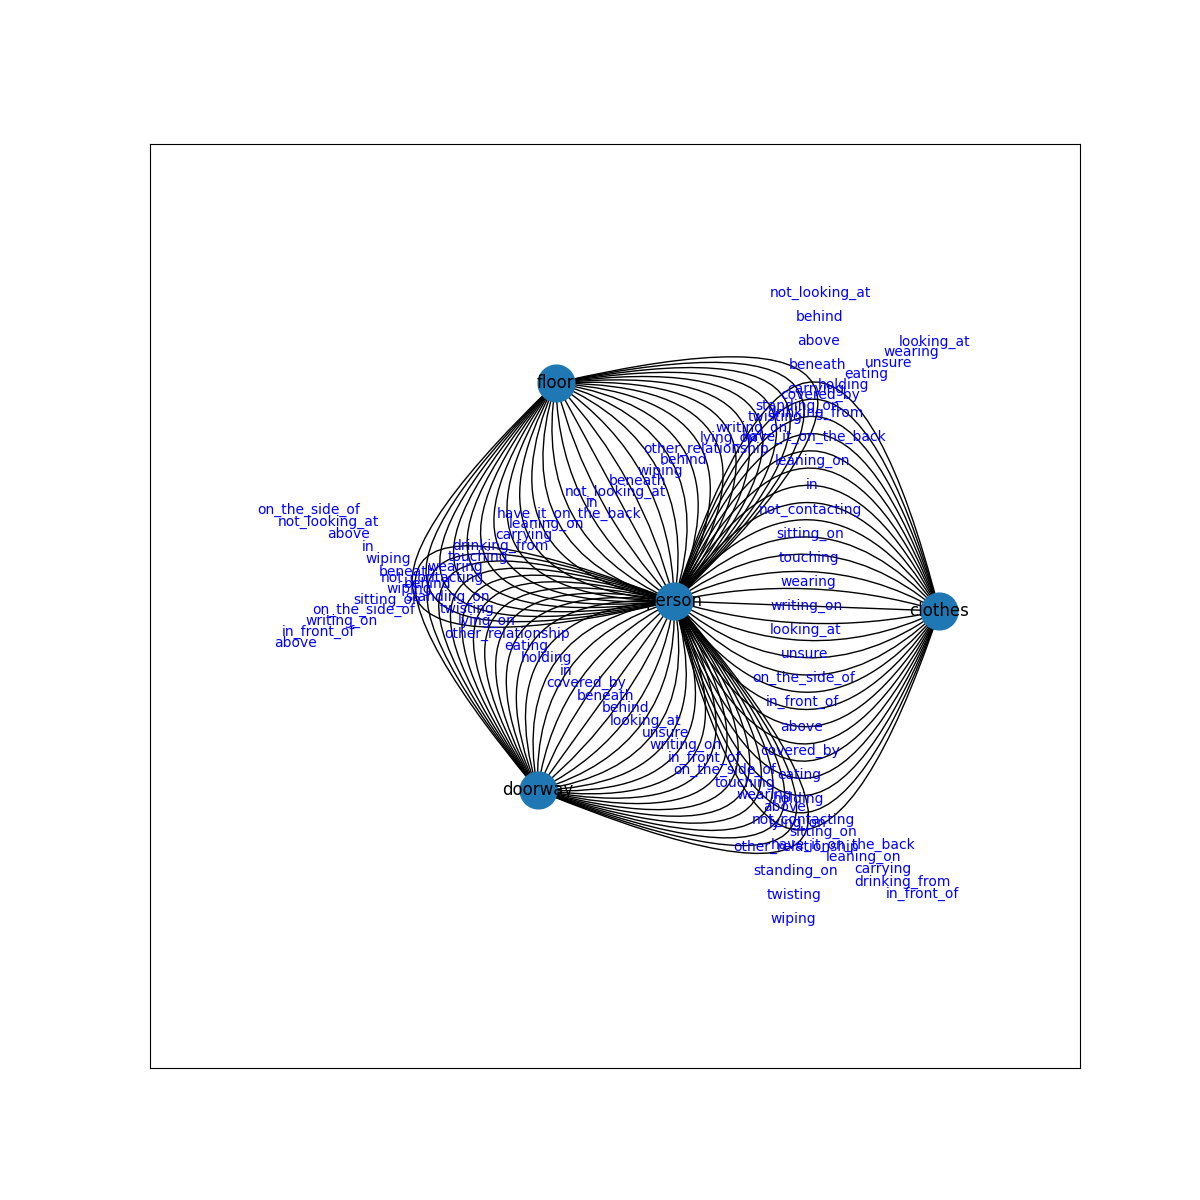 not_looking_at
behind
above
looking_at
wearing
unsure
beneath
eating
floor
holding
carrying
covered_by
standing_on
drinking_from
twisting
writing_on
lying_on
have_it_on_the_back
other_relationship
behind
leaning_on
wiping
beneath
in
not_looking_at
in
on_the_side_of
not_contacting
have_it_on_the_back
not_looking_at
leaning_on
above
sitting_on
carrying
in
drinking_from
touching
wiping
touching
wearing
beneath
not_contacting
wearing
behind
wiping
standing_on
sitting_on
person
writing_on
on_the_side_of
twisting
clothes
writing_on
lying_on
looking_at
in_front_of
other_relationship
above
eating
unsure
holding
in
on_the_side_of
covered_by
beneath
in_front_of
behind
looking_at
above
unsure
writing_on
covered_by
in_front_of
on_the_side_of
eating
touching
doorway
wearing
holding
above
not_contacting
lying_on
sitting_on
other_relationship
have_it_on_the_back
leaning_on
standing_on
carrying
drinking_from
twisting
in_front_of
wiping